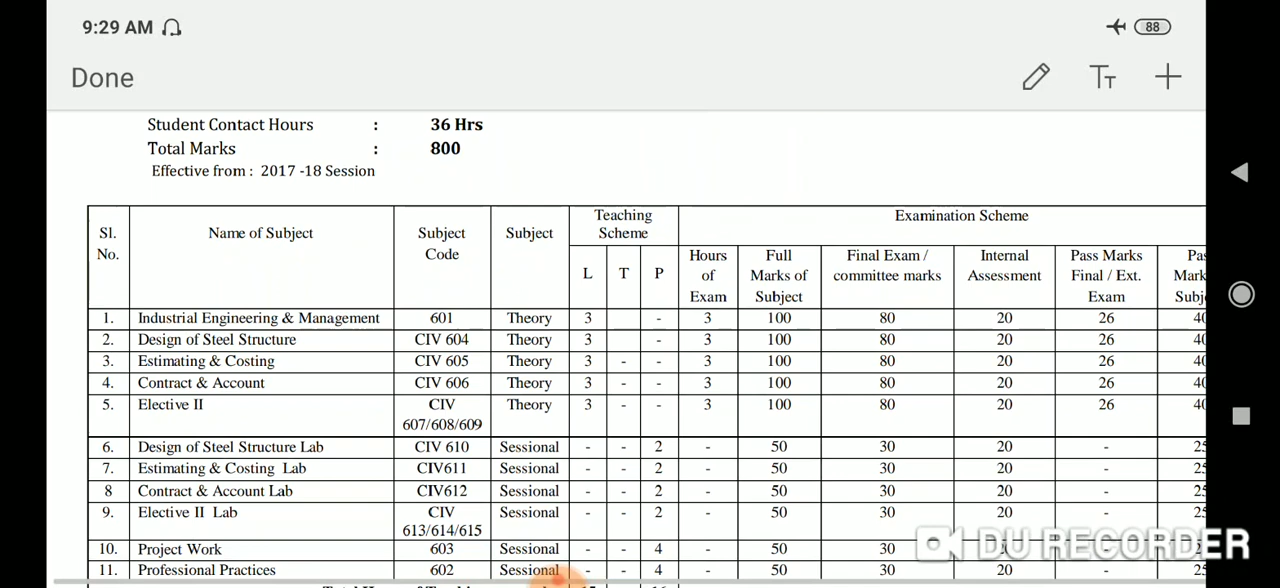 9:29 AM
88
Done
Student Contact Hours : 36 Hrs
Total Marks : 800
Effective from : 2017 -18 Session
Sl. No. Name of Subject Subject Code Subject Teaching Scheme Examination Scheme
L T P Hours of Exam Full Marks of Subject Final Exam / committee marks Internal Assessment Pass Marks Final / Ext. Exam
1. Industrial Engineering & Management 601 Theory 3 - 3 100 80 20 26
2. Design of Steel Structure CIV 604 Theory 3 - 3 100 80 20 26
3. Estimating & Costing CIV 605 Theory 3 - - 3 100 80 20 26
4. Contract & Account CIV 606 Theory 3 - - 3 100 80 20 26
5. Elective II CIV 607/608/609 Theory 3 - - 3 100 80 20 26
6. Design of Steel Structure Lab CIV 610 Sessional - - 2 - 50 30 20 -
7. Estimating & Costing Lab CIV611 Sessional - - 2 - 50 30 20 -
8 Contract & Account Lab CIV612 Sessional - - 2 - 50 30 20 -
9. Elective II Lab CIV 613/614/615 Sessional - - 2 - 50 30 20 -
10. Project Work 603 Sessional - - 4 - 50 30 -
11. Professional Practices 602 Sessional - - 4 - 50 30 20 -
DU RECORDER